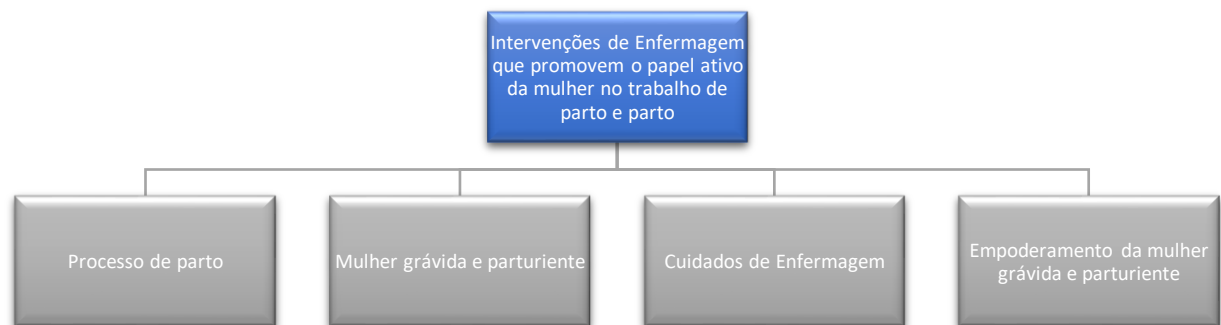 Intervenções de Enfermagem
que promovem o papel ativo
da mulher no trabalho de
parto e parto
Processo de parto
Mulher grávida e parturiente
Cuidados de Enfermagem
Empoderamento da mulher
grávida e parturiente